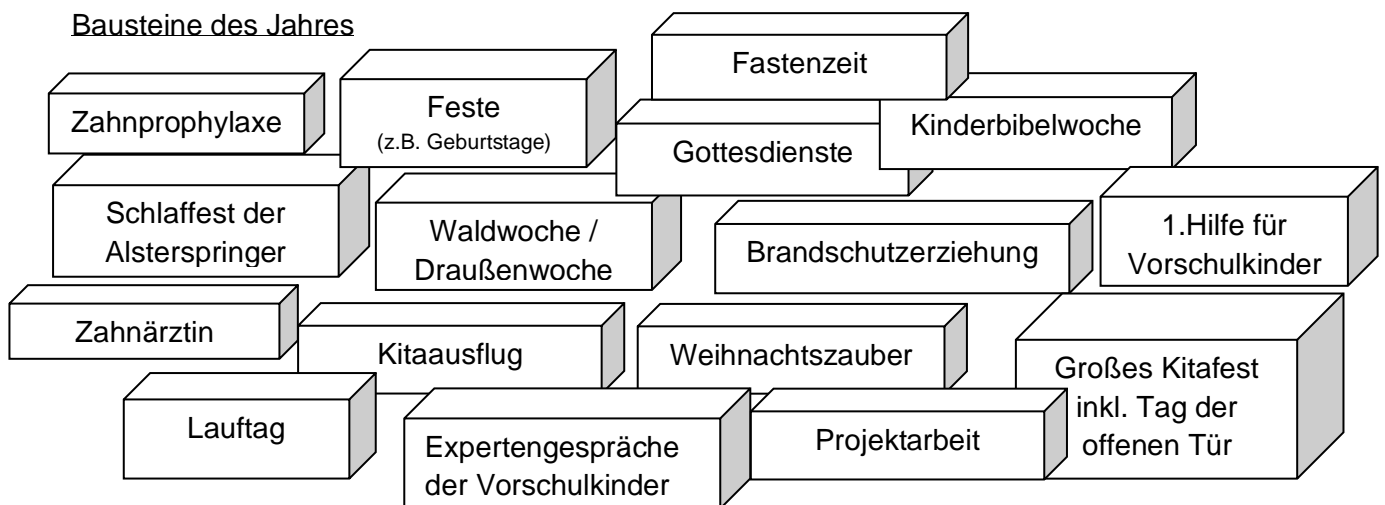 Bausteine des Jahres
Fastenzeit
Zahnprophylaxe
Feste
(z.B. Geburtstage)
Gottesdienste
Kinderbibelwoche
Schlaffest der
Alsterspringer
Waldwoche /
Draußenwoche
Brandschutzerziehung
1.Hilfe für
Vorschulkinder
Zahnärztin
Kitaausflug
Weihnachtszauber
Großes Kitafest
inkl. Tag der
offenen Tür
Lauftag
Expertengespräche
der Vorschulkinder
Projektarbeit